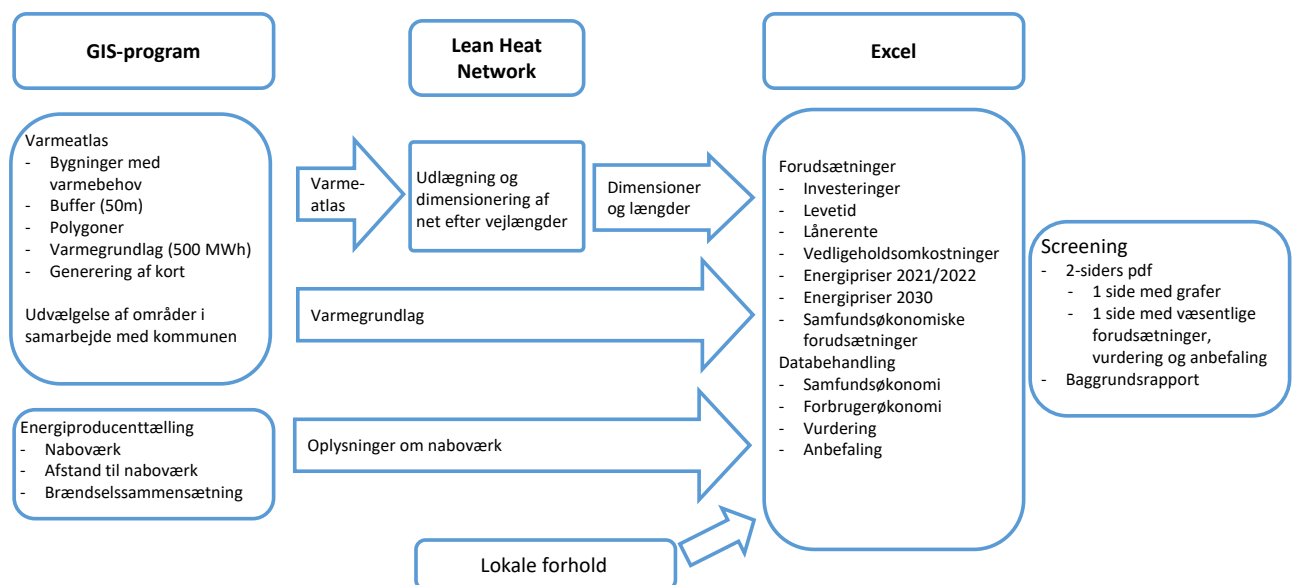 GIS-program
Lean Heat
Network
Excel
Varmeatlas
- Bygninger med
varmebehov
- Buffer (50m)
- Polygoner
- Varmegrundlag (500 MWh)
- Generering af kort
Udvælgelse af områder i
samarbejde med kommunen
Varme-
atlas
Udlægning og
dimensionering af
net efter vejlængder
Dimensioner
og længder
Varmegrundlag
Energiproducenttælling
- Naboværk
- Afstand til naboværk
- Brændselssammensætning
Oplysninger om naboværk
Lokale forhold
Forudsætninger
- Investeringer
- Levetid
- Lånerente
- Vedligeholdsomkostninger
- Energipriser 2021/2022
- Energipriser 2030
- Samfundsøkonomiske
forudsætninger
Databehandling
- Samfundsøkonomi
- Forbrugerøkonomi
- Vurdering
- Anbefaling
Screening
- 2-siders pdf
- 1 side med grafer
- 1 side med væsentlige
forudsætninger,
vurdering og anbefaling
- Baggrundsrapport